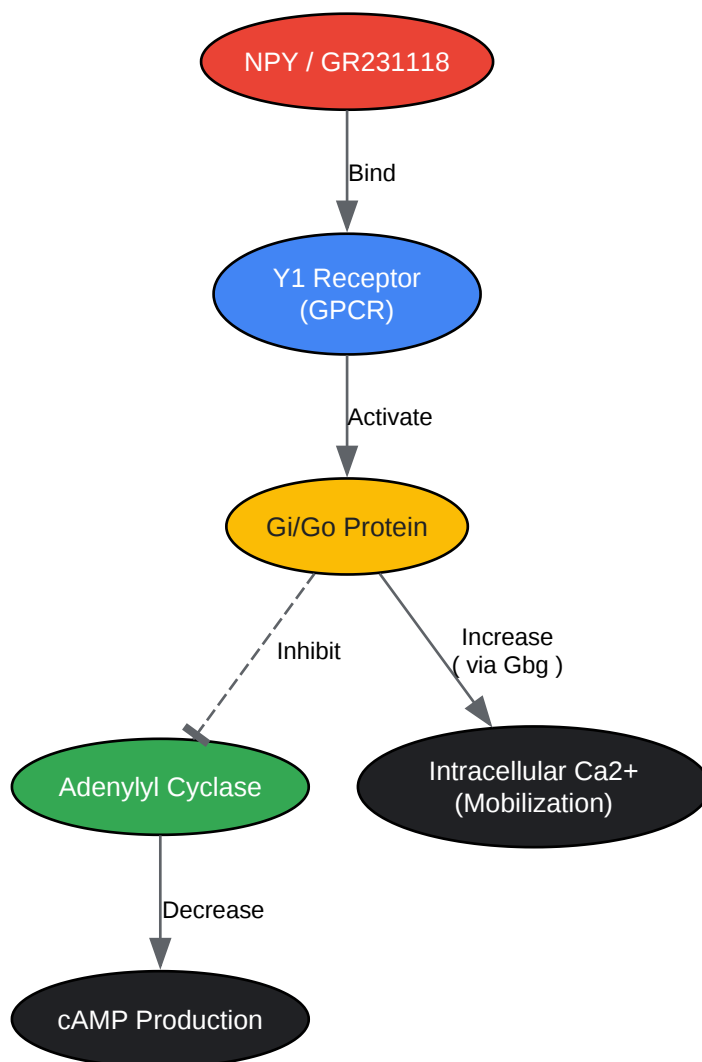 NPY / GR231118
Bind
Y1 Receptor
(GPCR)
Activate
Gi/Go Protein
Inhibit
Increase
( via Gbg )
Adenylyl Cyclase
Intracellular Ca2+
(Mobilization)
Decrease
cAMP Production